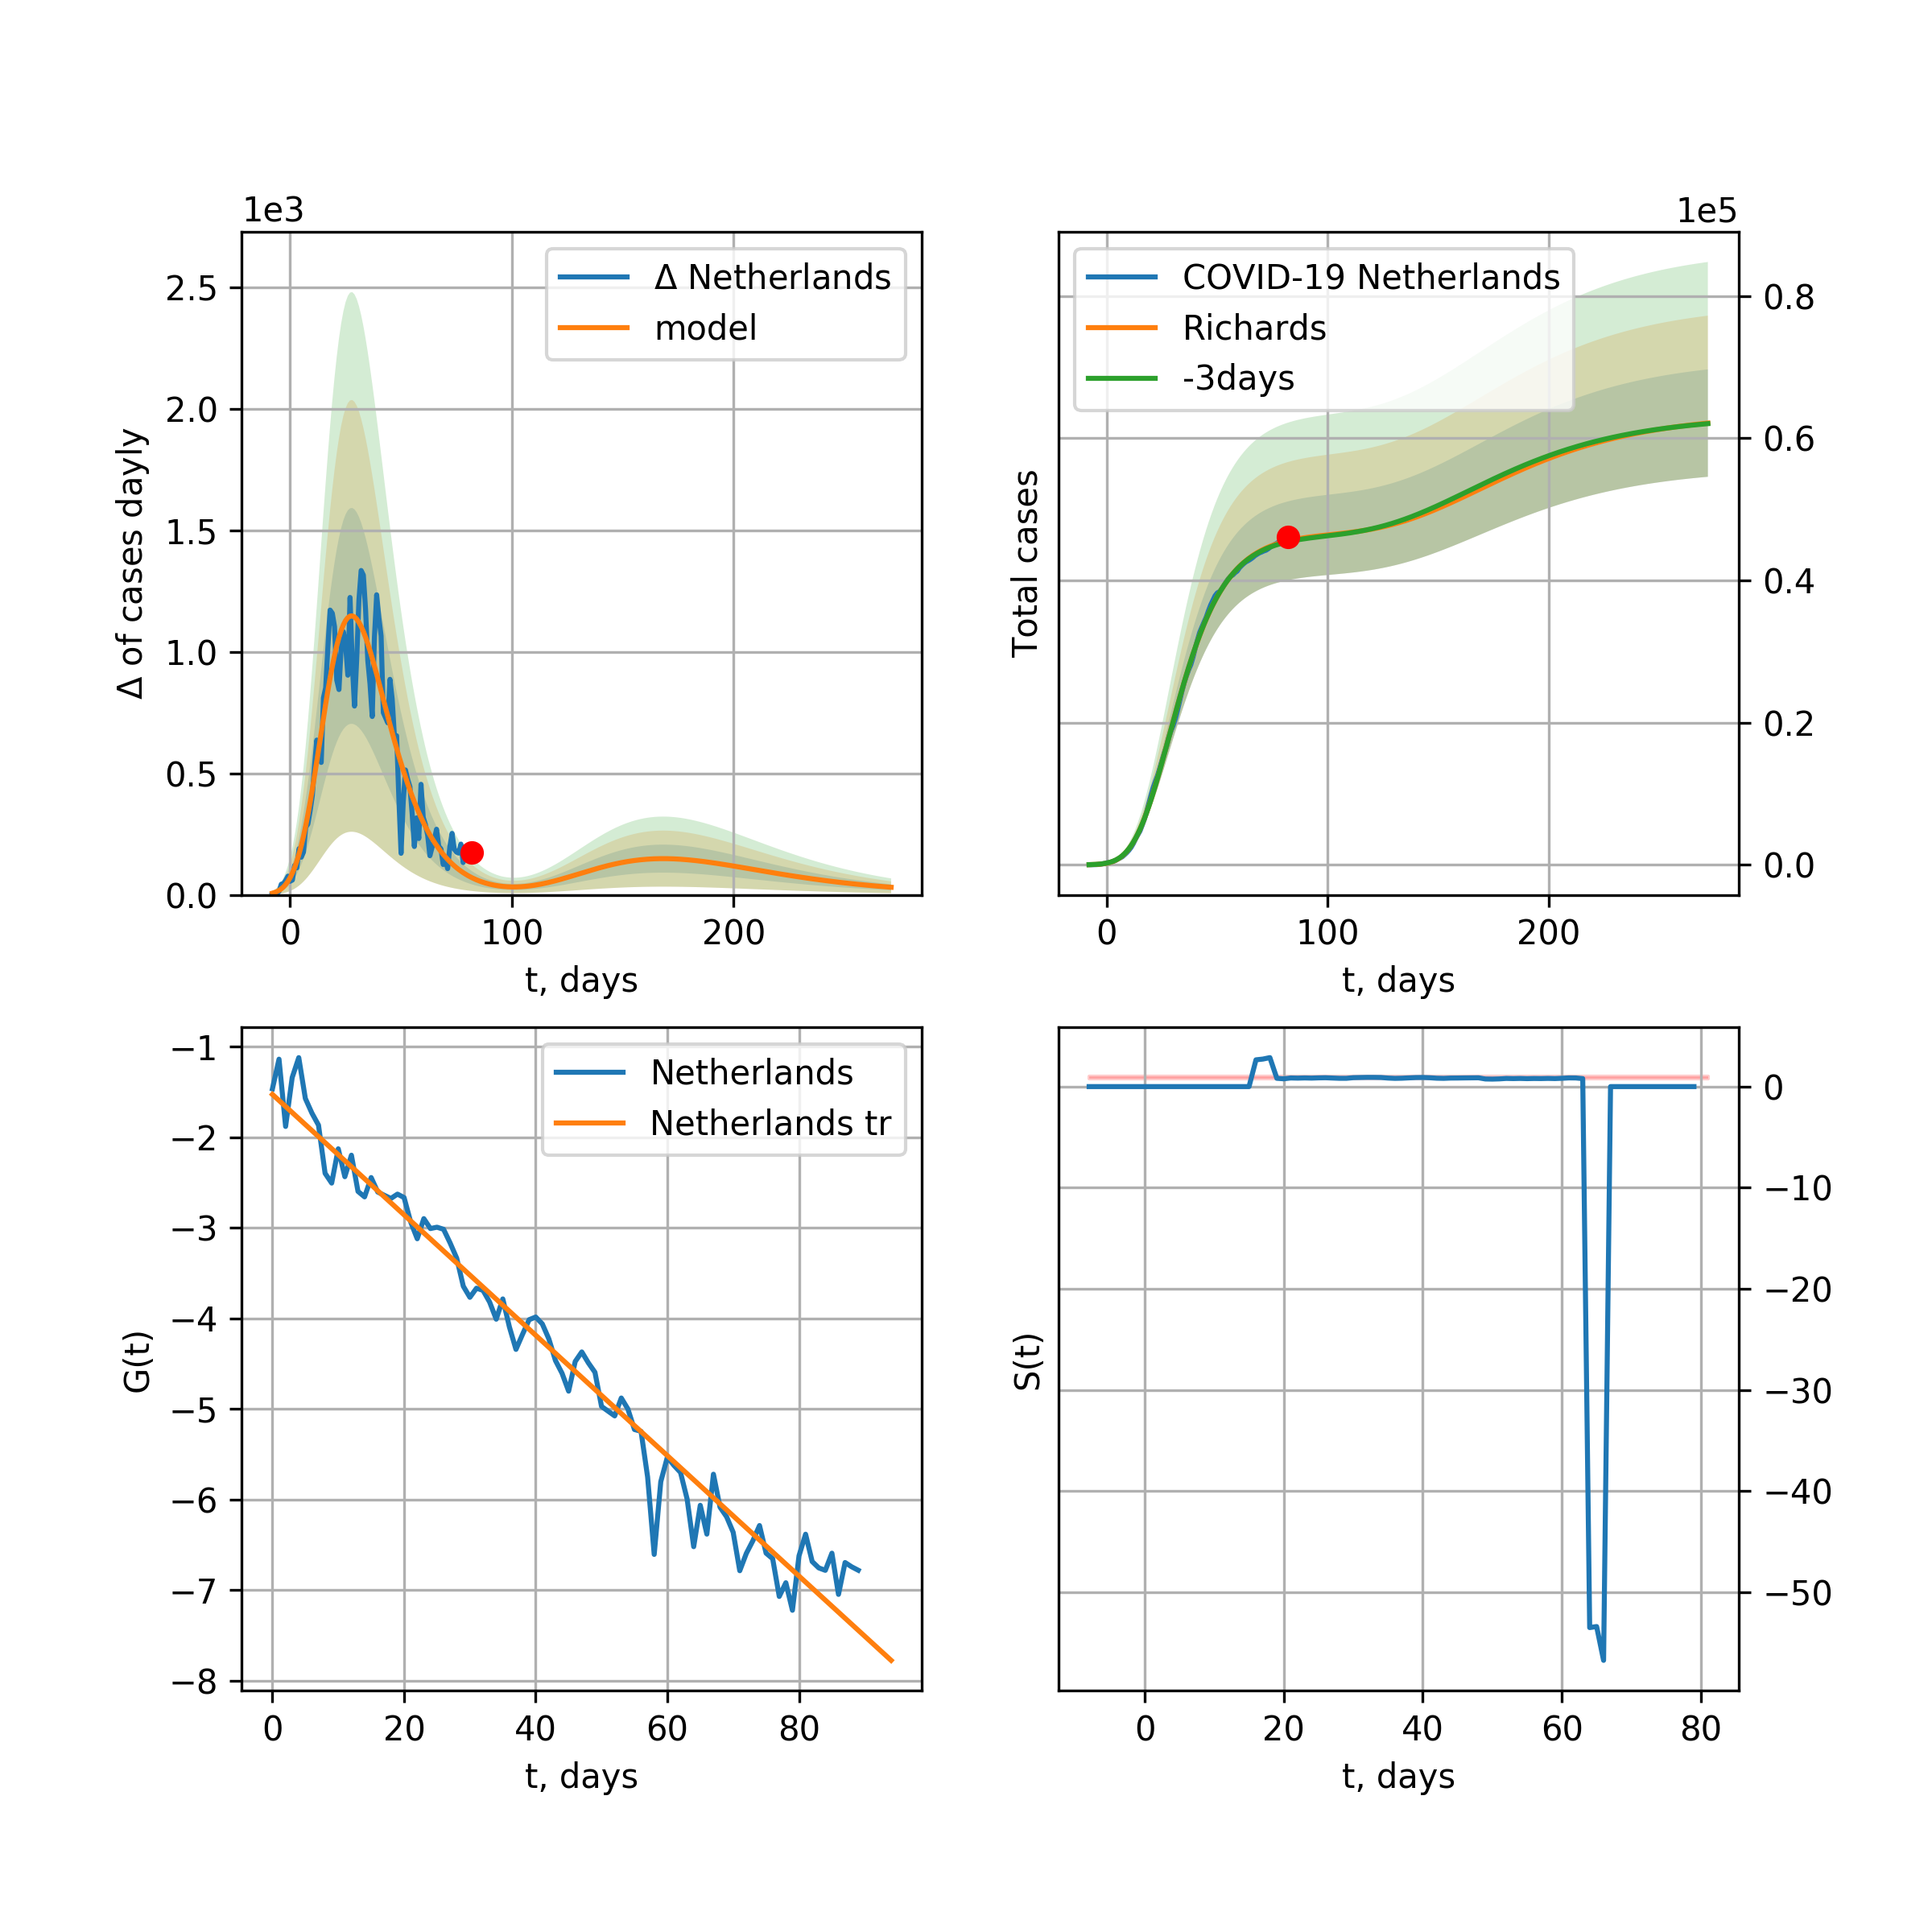 1e3
Δ Netherlands
model
2.5
2.0
1.5
1.0
0.5
0.0
Δ of cases dayly
0 100 200
t, days
1e5
COVID-19 Netherlands
Richards
-3days
0.8
0.6
0.4
0.2
0.0
Total cases
0 100 200
t, days
Netherlands
Netherlands tr
−1
−2
−3
−4
−5
−6
−7
−8
G(t)
0 20 40 60 80
t, days
0
−10
−20
−30
−40
−50
S(t)
0 20 40 60 80
t, days